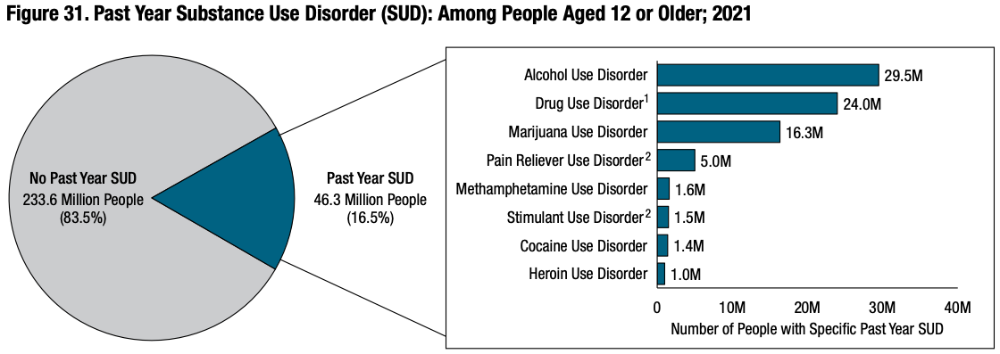 Figure 31. Past Year Substance Use Disorder (SUD): Among People Aged 12 or Older; 2021
No Past Year SUD
233.6 Million People
(83.5%)
Past Year SUD
46.3 Million People
(16.5%)
Alcohol Use Disorder 29.5M
Drug Use Disorder¹ 24.0M
Marijuana Use Disorder 16.3M
Pain Reliever Use Disorder² 5.0M
Methamphetamine Use Disorder 1.6M
Stimulant Use Disorder² 1.5M
Cocaine Use Disorder 1.4M
Heroin Use Disorder 1.0M
0 10M 20M 30M 40M
Number of People with Specific Past Year SUD